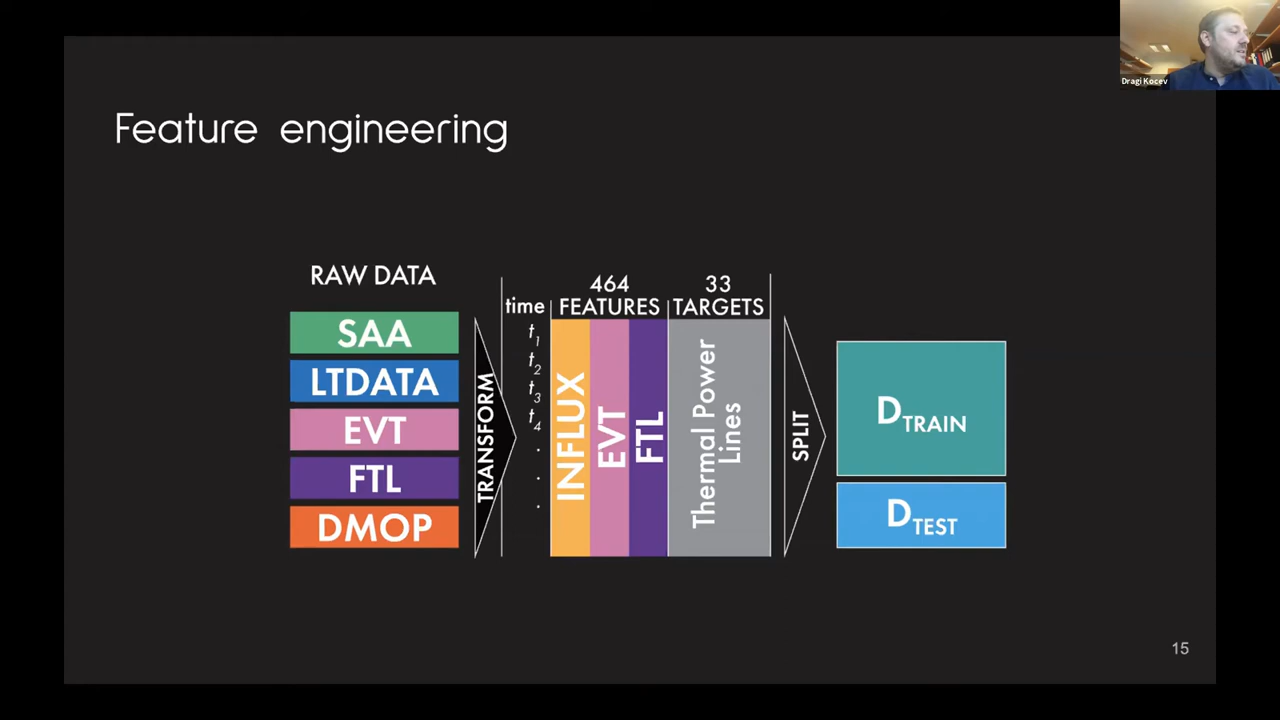 Dragi Kocev
Feature engineering
RAW DATA
SAA
LTDATA
EVT
FTL
DMOP
TRANSFORM
time
t1
t2
t3
t4
464
FEATURES
33
TARGETS
INFLUX
EVT
FTL
Thermal Power
Lines
SPLIT
DTRAIN
DTEST
15